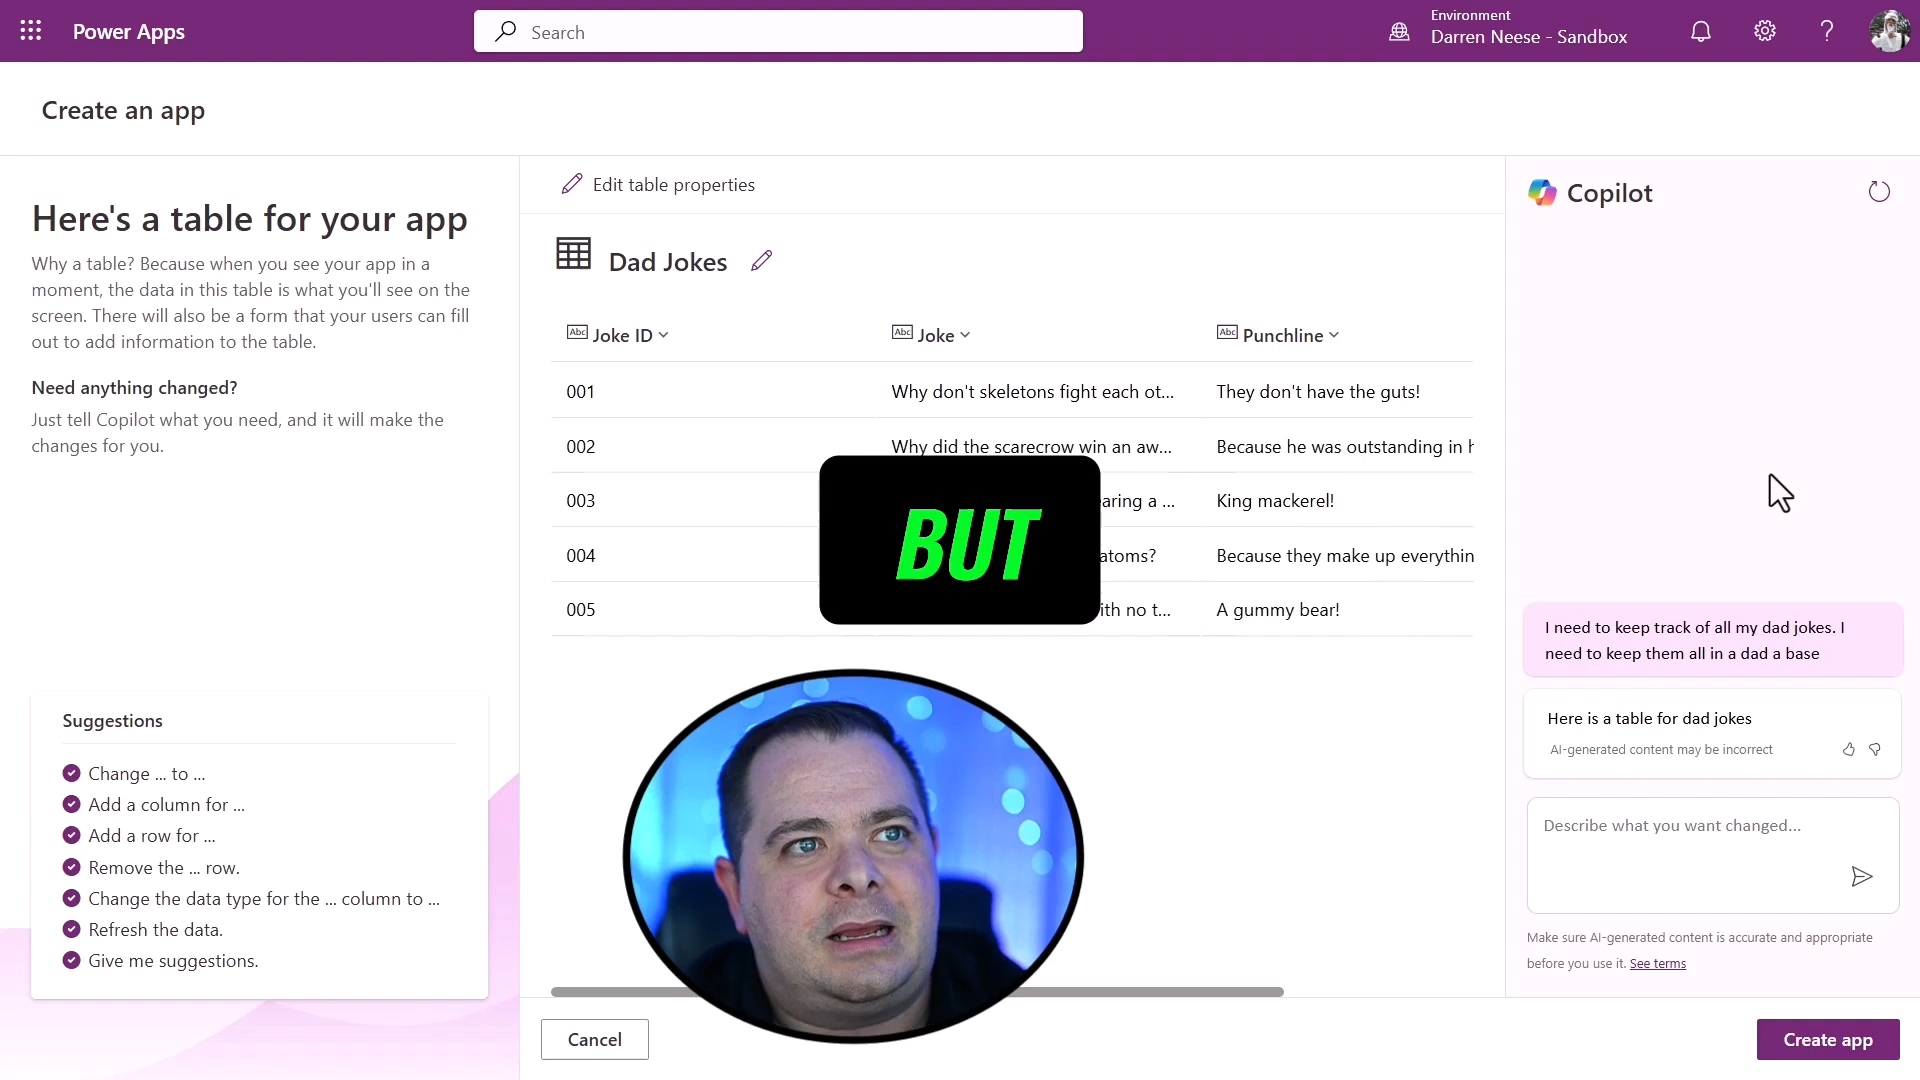 Power Apps
Search
Environment
Darren Neese - Sandbox
Create an app
Here's a table for your app
Why a table? Because when you see your app in a
moment, the data in this table is what you'll see on the
screen. There will also be a form that your users can fill
out to add information to the table.
Need anything changed?
Just tell Copilot what you need, and it will make the
changes for you.
Suggestions
Change ... to ...
Add a column for ...
Add a row for ...
Remove the ... row.
Change the data type for the ... column to ...
Refresh the data.
Give me suggestions.
Edit table properties
Dad Jokes
Abc Joke ID
Abc Joke
Abc Punchline
001 Why don't skeletons fight each ot... They don't have the guts!
002 Why did the scarecrow win an aw... Because he was outstanding in
003 aring a ... King mackerel!
004 atoms? Because they make up everythin
005 ith no t... A gummy bear!
BUT
Cancel
Copilot
I need to keep track of all my dad jokes. I
need to keep them all in a dad a base
Here is a table for dad jokes
AI-generated content may be incorrect
Describe what you want changed...
Make sure AI-generated content is accurate and appropriate
before you use it. See terms
Create app